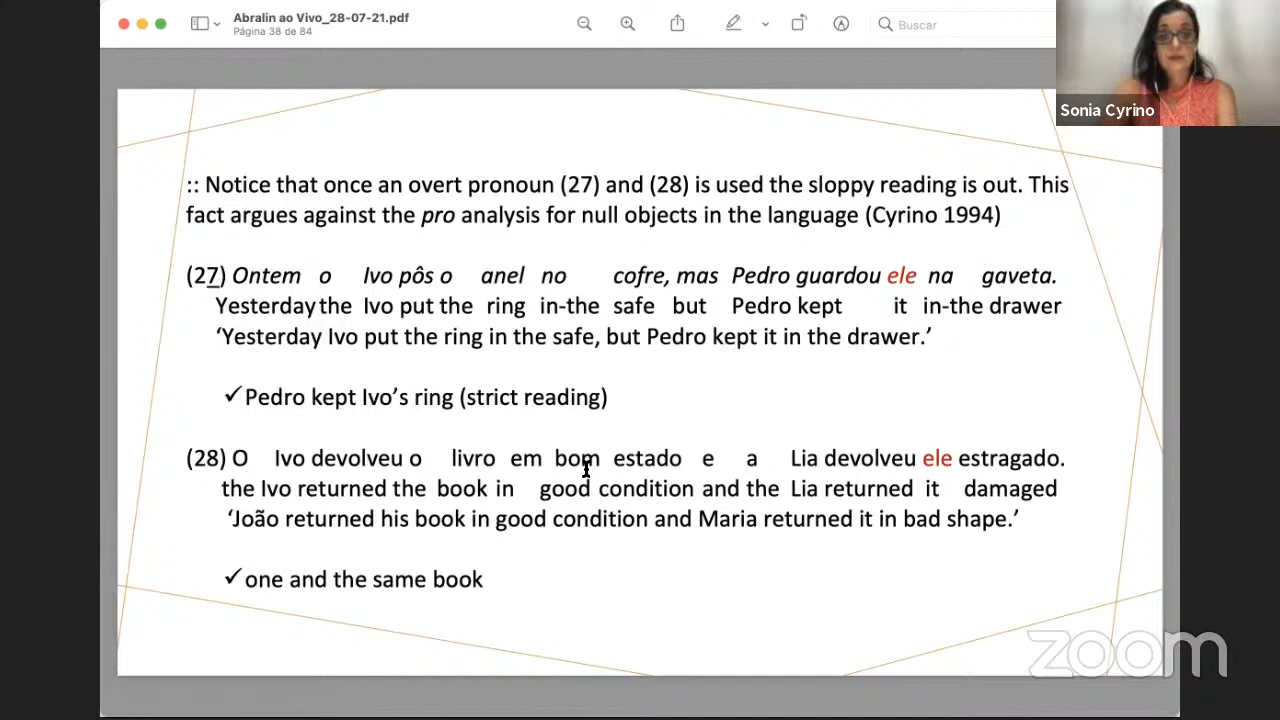 Abralin ao Vivo_28-07-21.pdf
Página 38 de 84
Buscar
Sonia Cyrino
:: Notice that once an overt pronoun (27) and (28) is used the sloppy reading is out. This
fact argues against the pro analysis for null objects in the language (Cyrino 1994)
(27) Ontem o Ivo pôs o anel no cofre, mas Pedro guardou ele na gaveta.
Yesterday the Ivo put the ring in-the safe but Pedro kept it in-the drawer
‘Yesterday Ivo put the ring in the safe, but Pedro kept it in the drawer.’
✓Pedro kept Ivo’s ring (strict reading)
(28) O Ivo devolveu o livro em bom estado e a Lia devolveu ele estragado.
the Ivo returned the book in good condition and the Lia returned it damaged
‘João returned his book in good condition and Maria returned it in bad shape.’
✓one and the same book
zoom